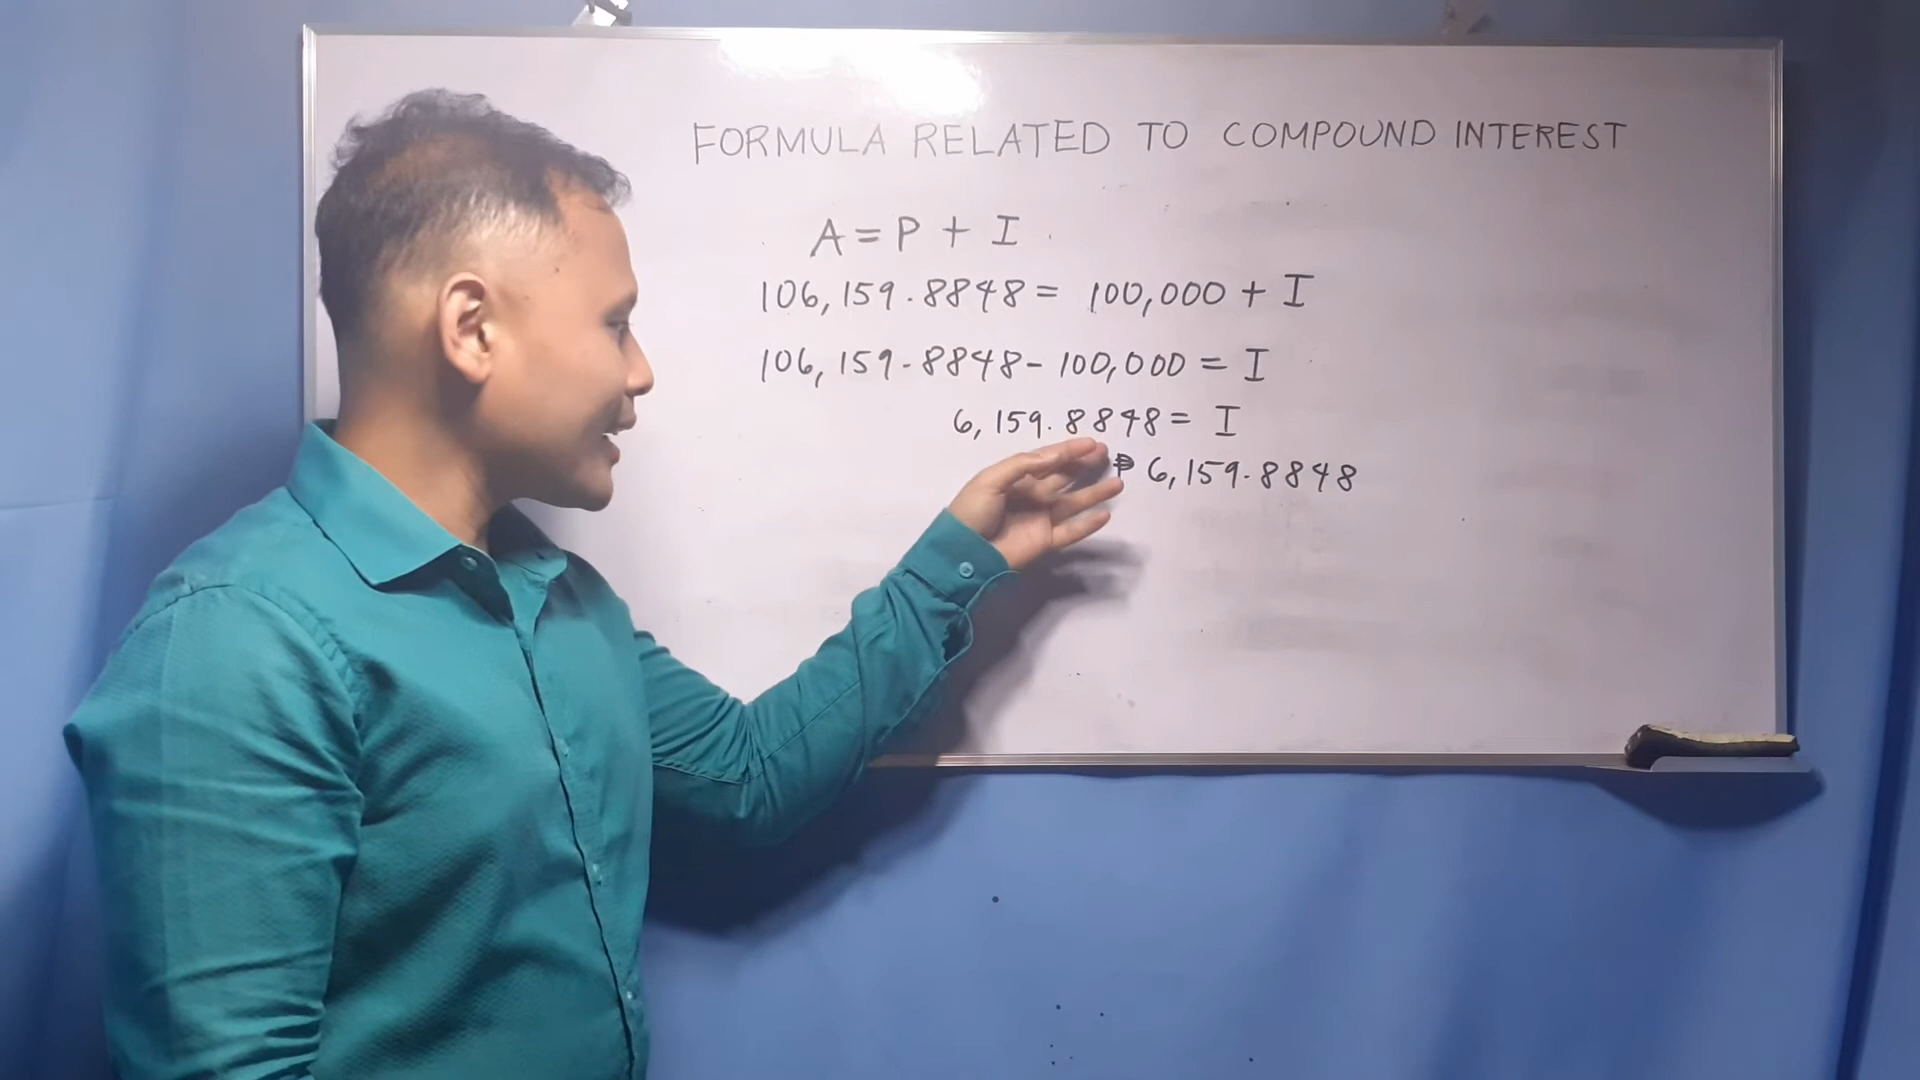 FORMULA RELATED TO COMPOUND INTEREST
A = P + I
106,159.8848 = 100,000 + I
106,159.8848 - 100,000 = I
6,159.8848 = I
₱ 6,159.8848